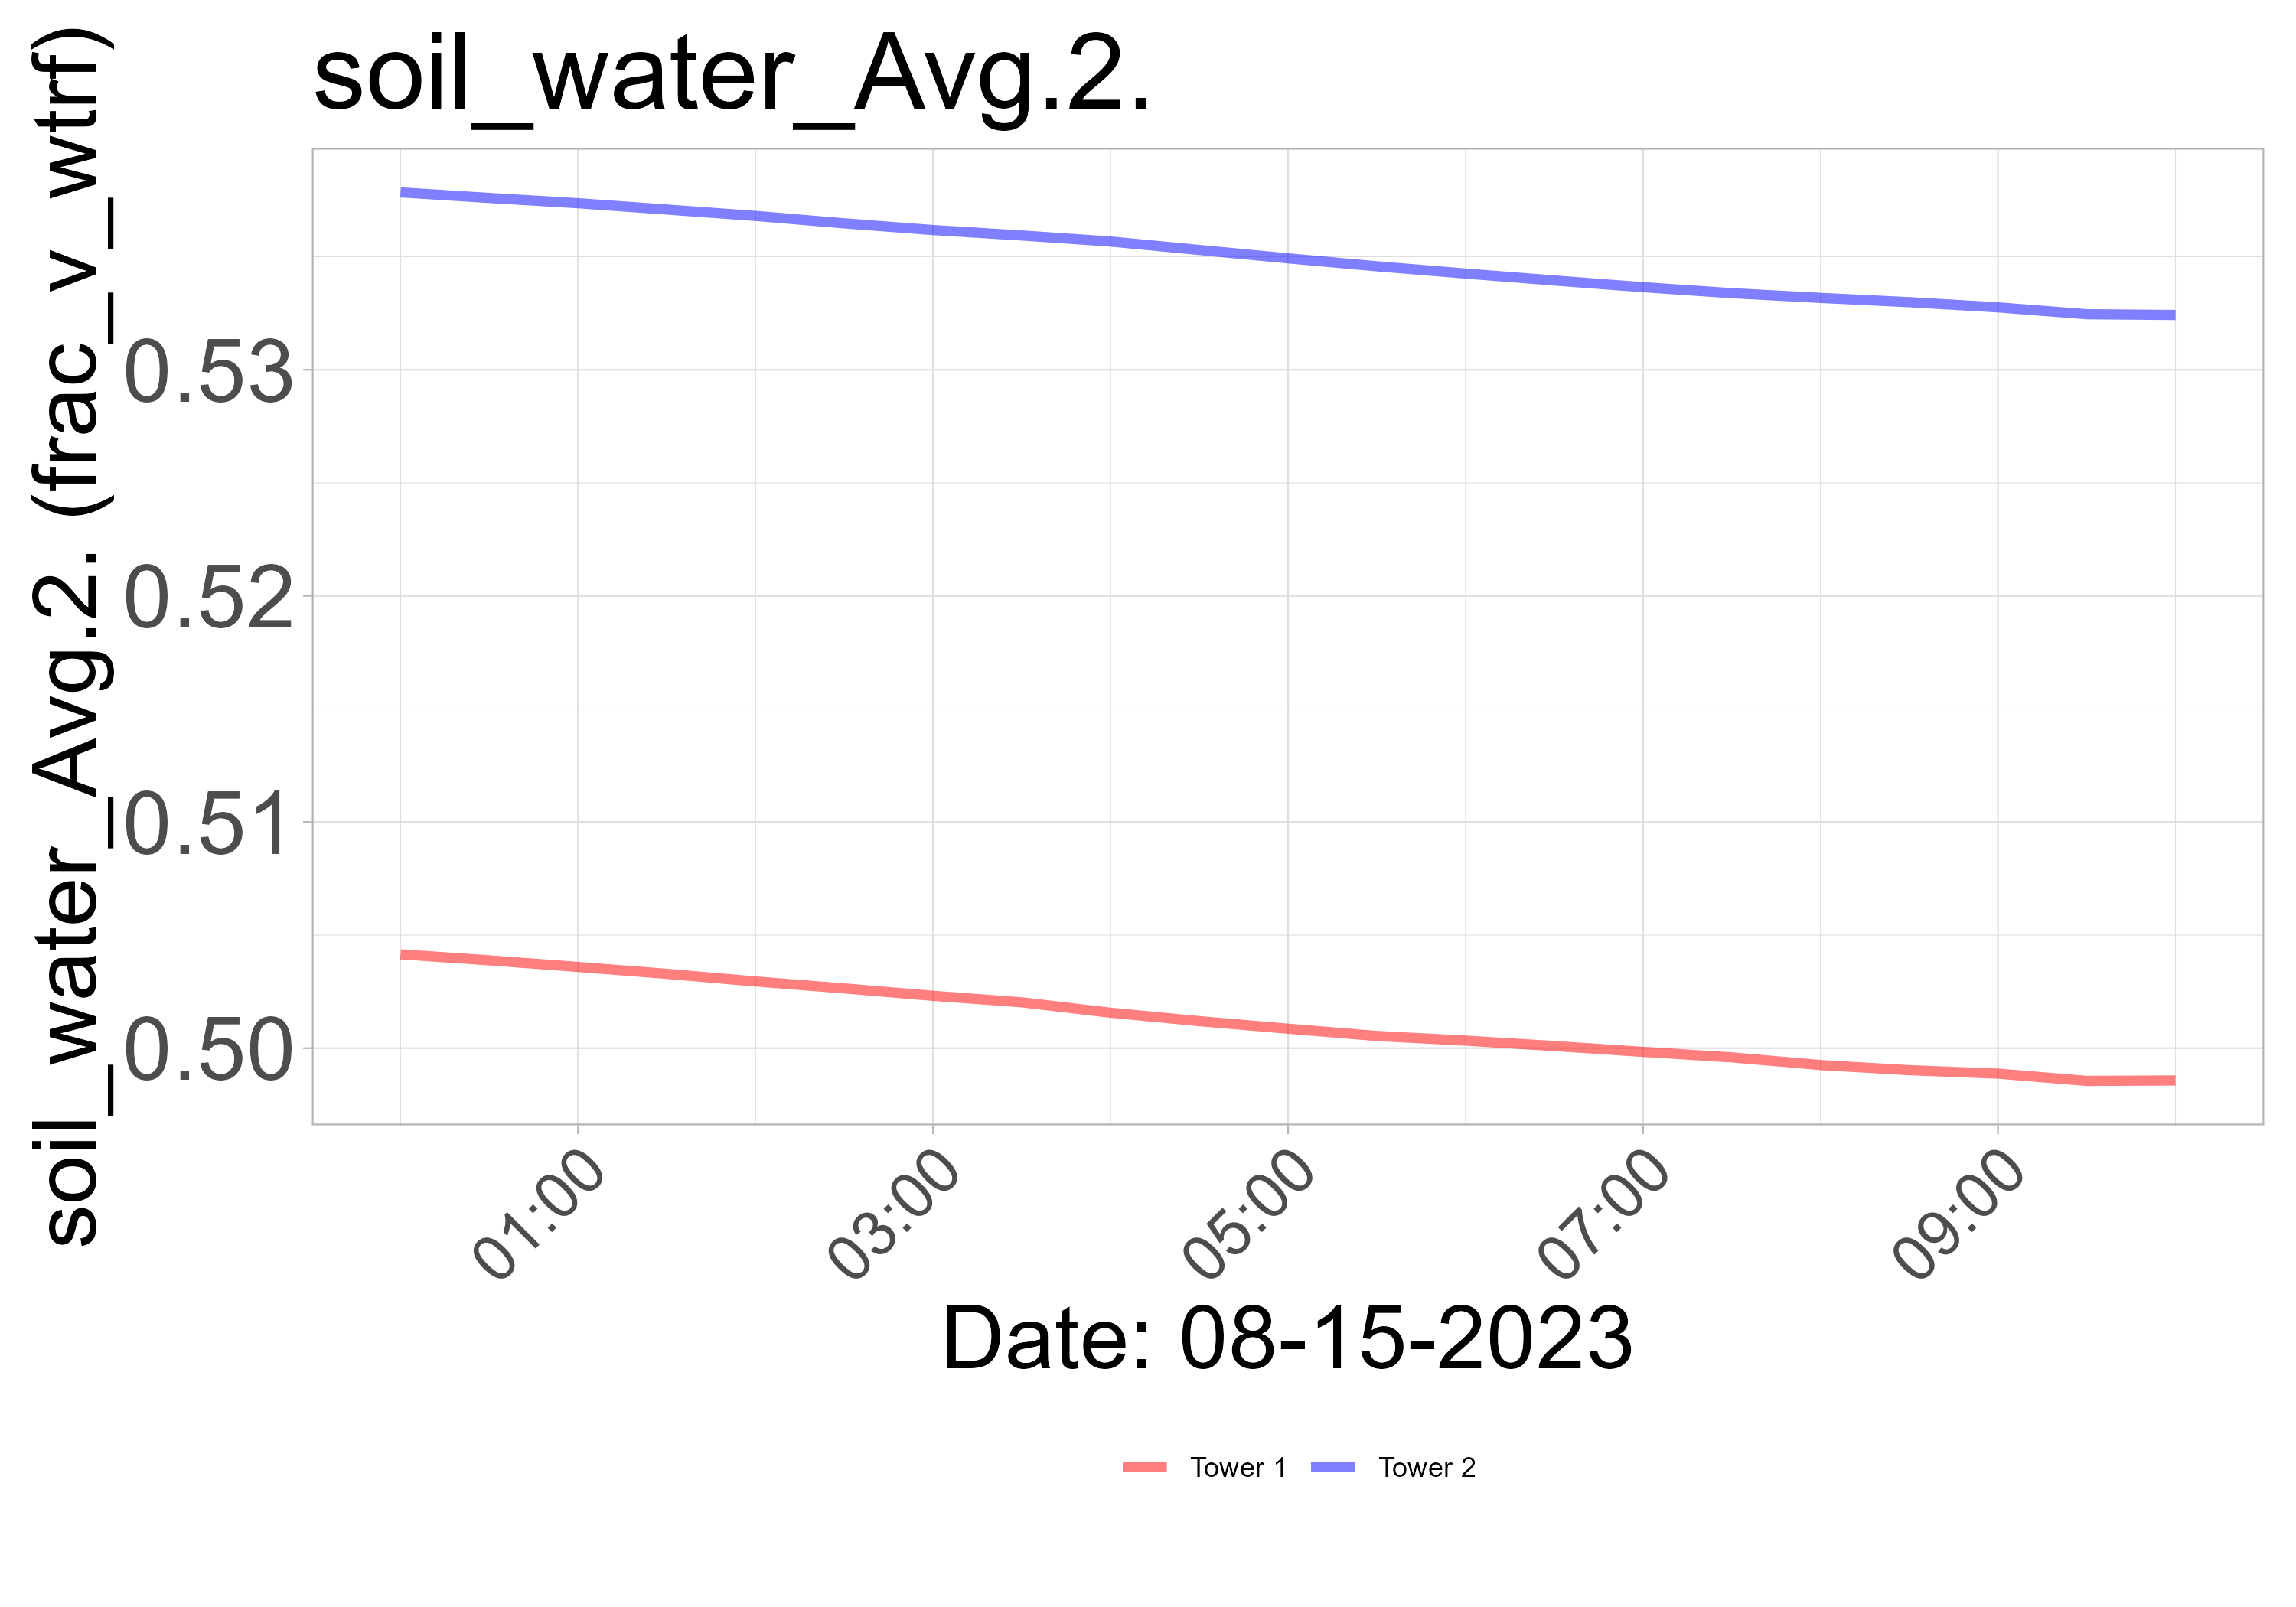 soil_water_Avg.2.
soil_water_Avg.2. (frac_v_wtrf)
0.53
0.52
0.51
0.50
01:00
03:00
05:00
07:00
09:00
Date: 08-15-2023
Tower 1
Tower 2